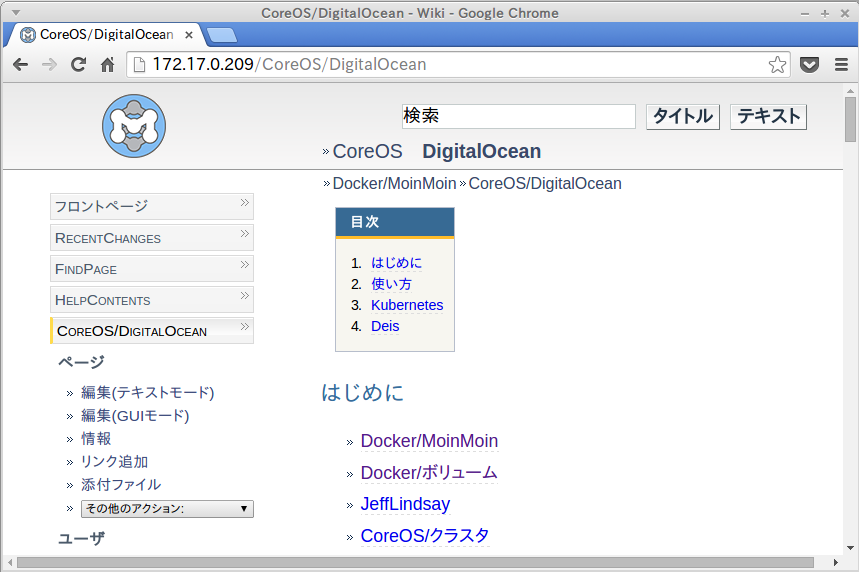 CoreOS/DigitalOcean - Wiki - Google Chrome
CoreOS/DigitalOcean
172.17.0.209/CoreOS/DigitalOcean
検索 タイトル テキスト
CoreOS DigitalOcean
Docker/MoinMoin CoreOS/DigitalOcean
フロントページ
RecentChanges
FindPage
HelpContents
CoreOS/DigitalOcean
ページ
編集(テキストモード)
編集(GUIモード)
情報
リンク追加
添付ファイル
その他のアクション:
ユーザ
目次
1. はじめに
2. 使い方
3. Kubernetes
4. Deis
はじめに
Docker/MoinMoin
Docker/ボリューム
JeffLindsay
CoreOS/クラスタ